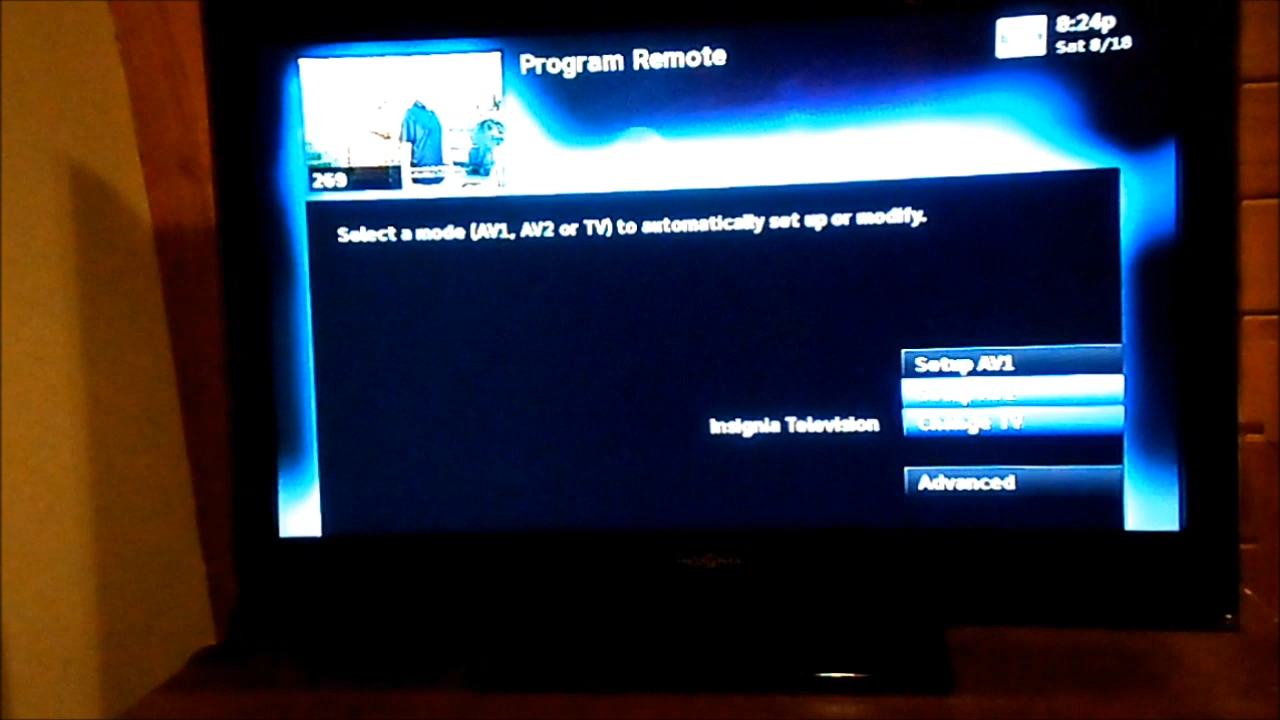 Program Remote
8:24p
Sat 8/18
269
Select a mode (AV1, AV2 or TV) to automatically set up or modify.
Setup AV1
Insignia Television
Change TV
Advanced
INSIGNIA